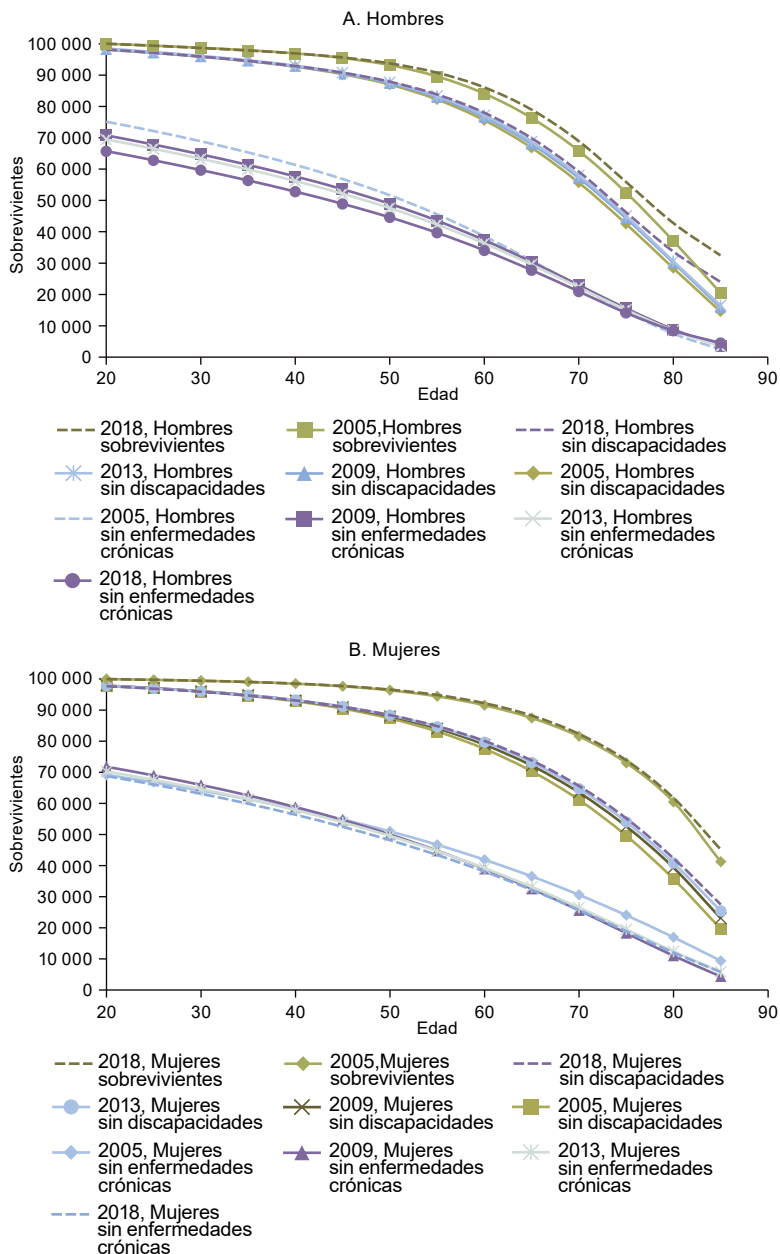 A. Hombres
100 000
90 000
80 000
70 000
60 000
50 000
40 000
30 000
20 000
10 000
0
Sobrevivientes
20 30 40 50 60 70 80 90
Edad
2018, Hombres
sobrevivientes
2005,Hombres
sobrevivientes
2018, Hombres
sin discapacidades
2013, Hombres
sin discapacidades
2009, Hombres
sin discapacidades
2005, Hombres
sin discapacidades
2005, Hombres
sin enfermedades
crónicas
2009, Hombres
sin enfermedades
crónicas
2013, Hombres
sin enfermedades
crónicas
2018, Hombres
sin enfermedades
crónicas
B. Mujeres
100 000
90 000
80 000
70 000
60 000
50 000
40 000
30 000
20 000
10 000
0
Sobrevivientes
20 30 40 50 60 70 80 90
Edad
2018, Mujeres
sobrevivientes
2005,Mujeres
sobrevivientes
2018, Mujeres
sin discapacidades
2013, Mujeres
sin discapacidades
2009, Mujeres
sin discapacidades
2005, Mujeres
sin discapacidades
2005, Mujeres
sin enfermedades
crónicas
2009, Mujeres
sin enfermedades
crónicas
2013, Mujeres
sin enfermedades
crónicas
2018, Mujeres
sin enfermedades
crónicas